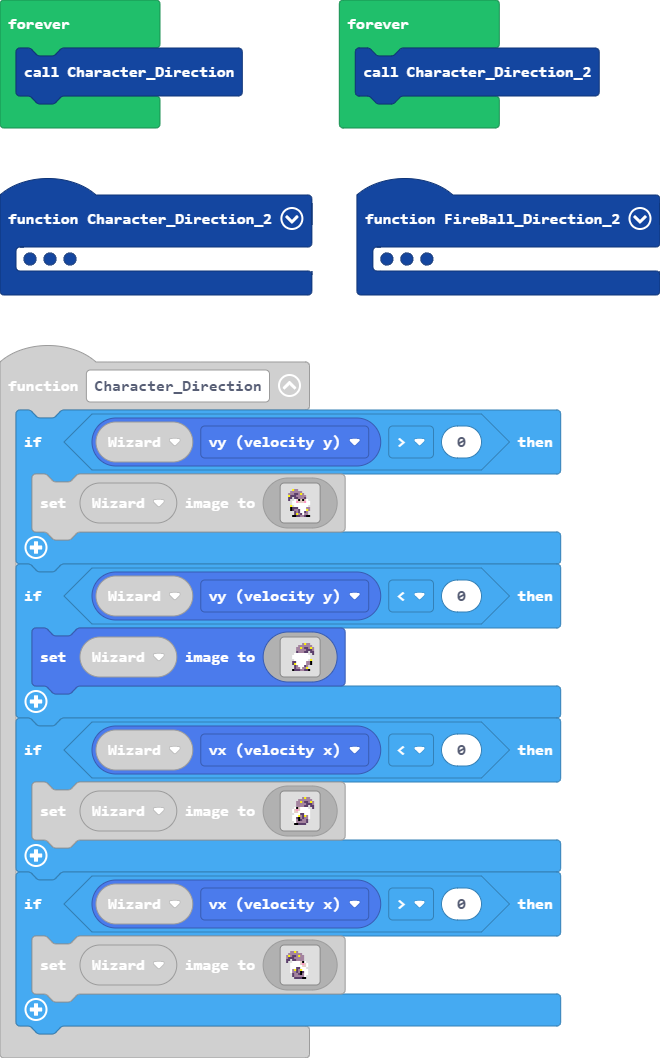 forever
call Character_Direction
forever
call Character_Direction_2
function Character_Direction_2
function FireBall_Direction_2
function Character_Direction
if Wizard vy (velocity y) > 0 then
set Wizard image to
if Wizard vy (velocity y) < 0 then
set Wizard image to
if Wizard vx (velocity x) < 0 then
set Wizard image to
if Wizard vx (velocity x) > 0 then
set Wizard image to